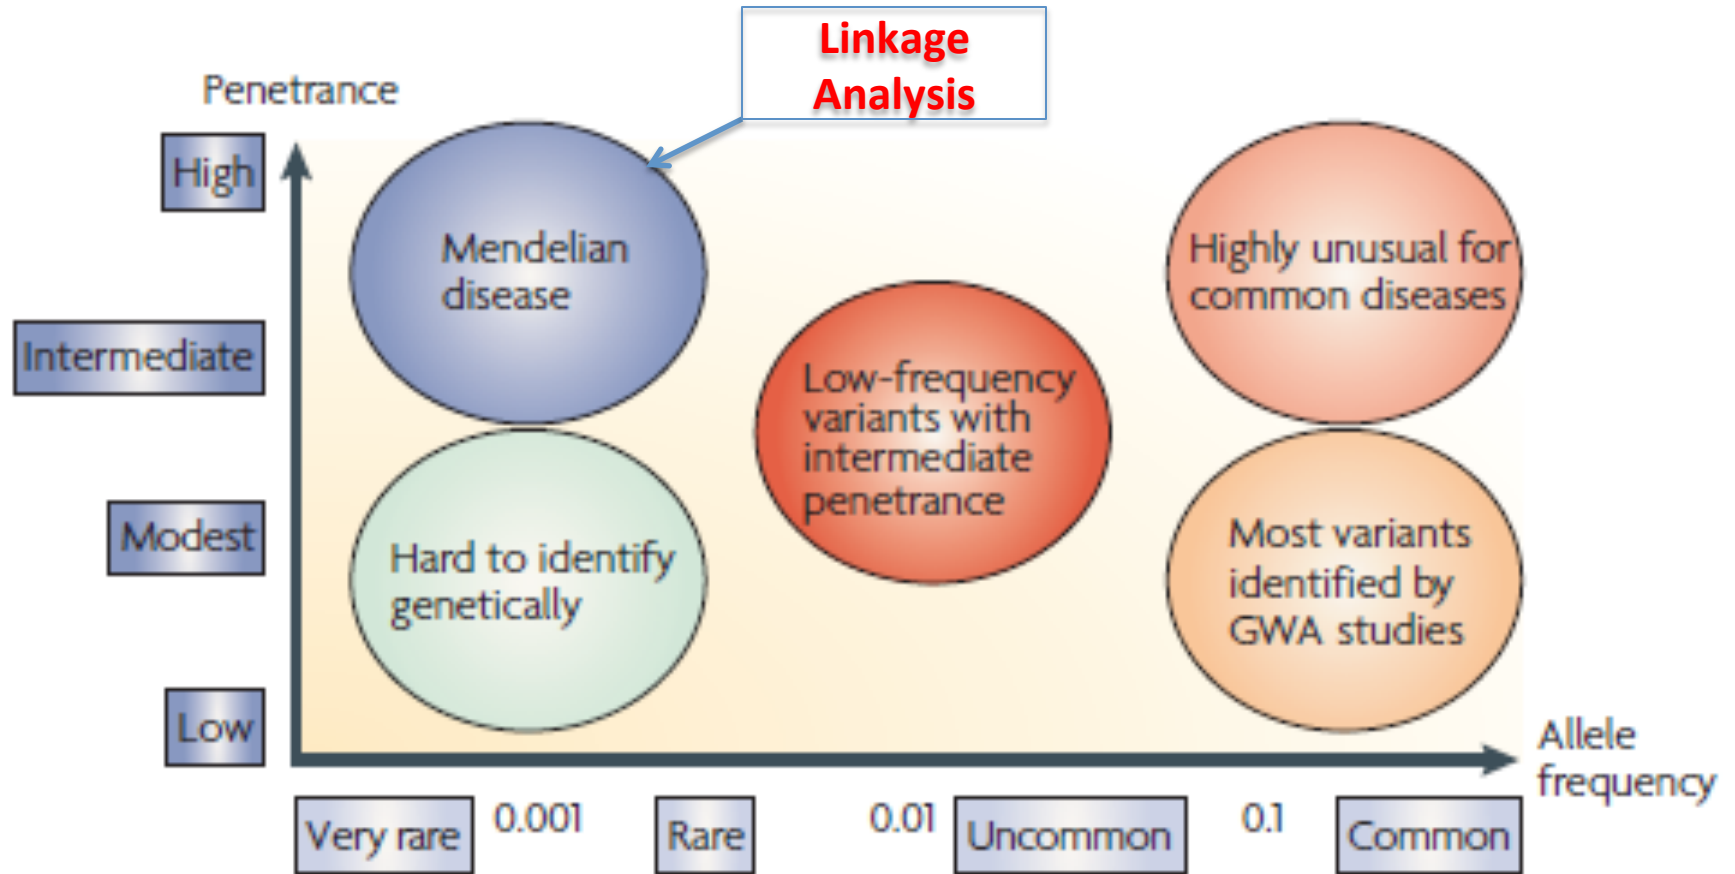 Linkage
Analysis
Penetrance
High
Mendelian
disease
Highly unusual for
common diseases
Intermediate
Low-frequency
variants with
intermediate
penetrance
Modest
Hard to identify
genetically
Most variants
identified by
GWA studies
Low
Allele
frequency
Very rare
0.001
Rare
0.01
Uncommon
0.1
Common